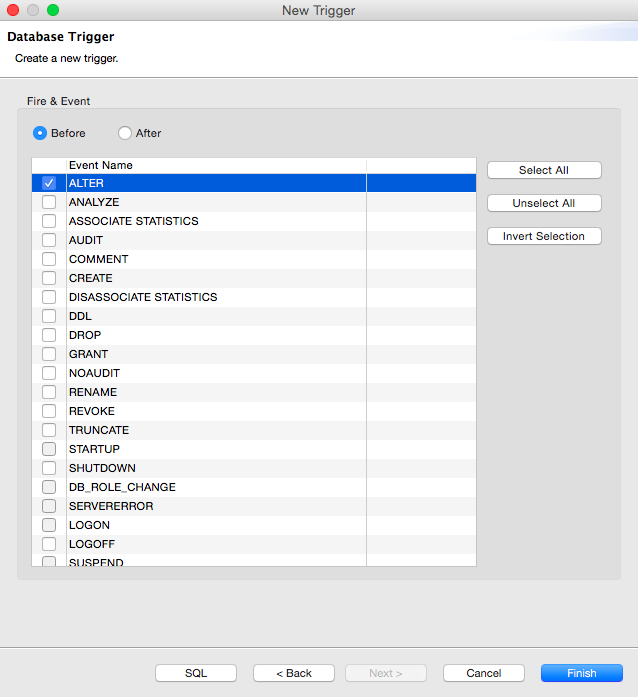 New Trigger
Database Trigger
Create a new trigger.
Fire & Event
Before After
Event Name
ALTER
ANALYZE
ASSOCIATE STATISTICS
AUDIT
COMMENT
CREATE
DISASSOCIATE STATISTICS
DDL
DROP
GRANT
NOAUDIT
RENAME
REVOKE
TRUNCATE
STARTUP
SHUTDOWN
DB_ROLE_CHANGE
SERVERERROR
LOGON
LOGOFF
SUSPEND
Select All
Unselect All
Invert Selection
SQL < Back Next > Cancel Finish